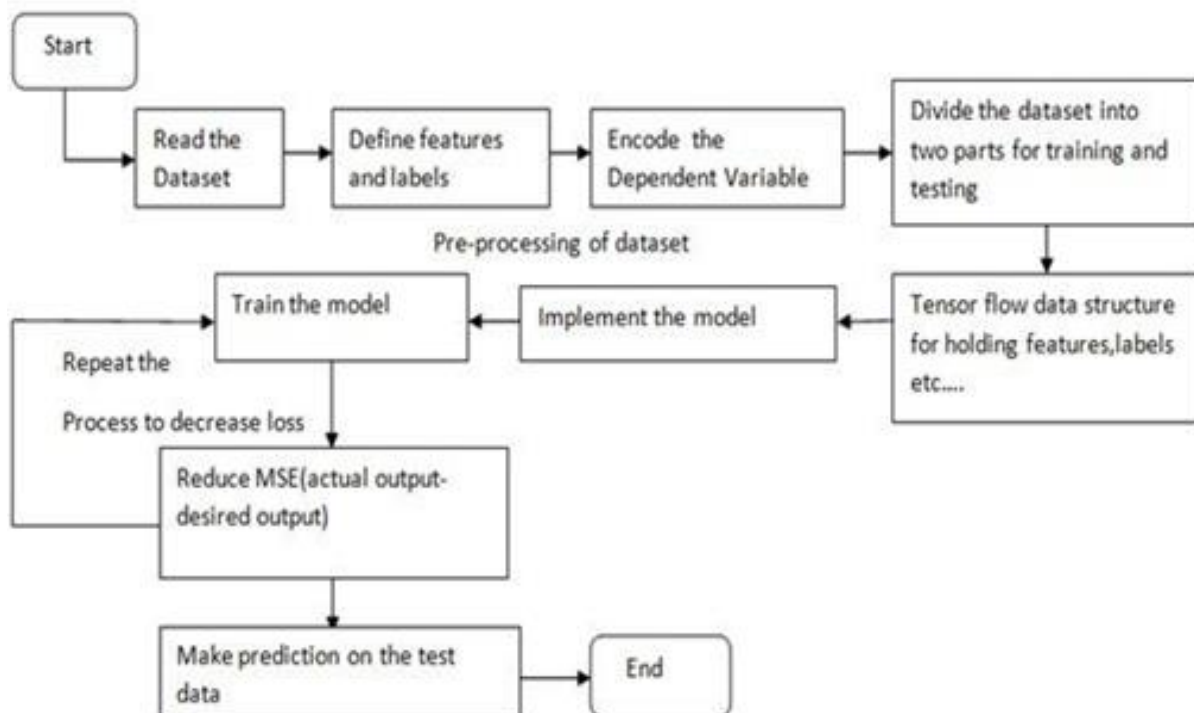 Start
Read the
Dataset
Define features
and labels
Encode the
Dependent Variable
Divide the dataset into
two parts for training and
testing
Pre-processing of dataset
Tensor flow data structure
for holding features,labels
etc....
Implement the model
Train the model
Repeat the
Process to decrease loss
Reduce MSE(actual output-
desired output)
Make prediction on the test
data
End